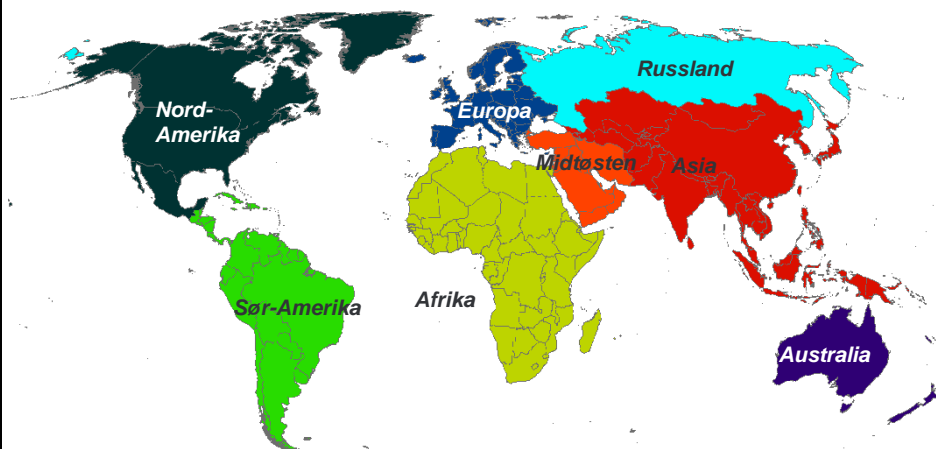 Russland
Nord-
Amerika
Europa
Midtøsten
Asia
Afrika
Sør-Amerika
Australia